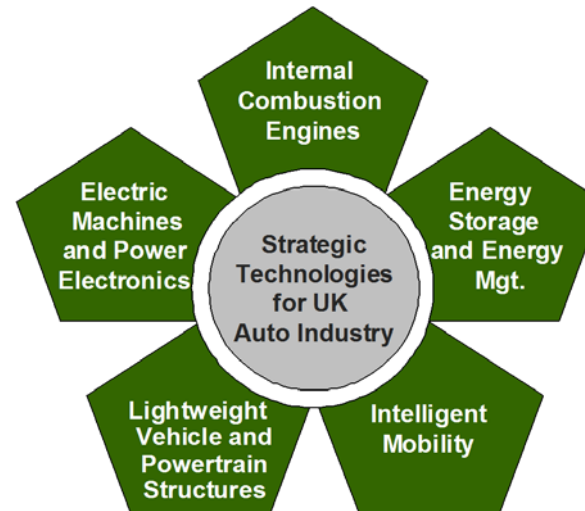 Internal
Combustion
Engines
Electric
Machines
and Power
Electronics
Energy
Storage
and Energy
Mgt.
Strategic
Technologies
for UK
Auto Industry
Lightweight
Vehicle and
Powertrain
Structures
Intelligent
Mobility